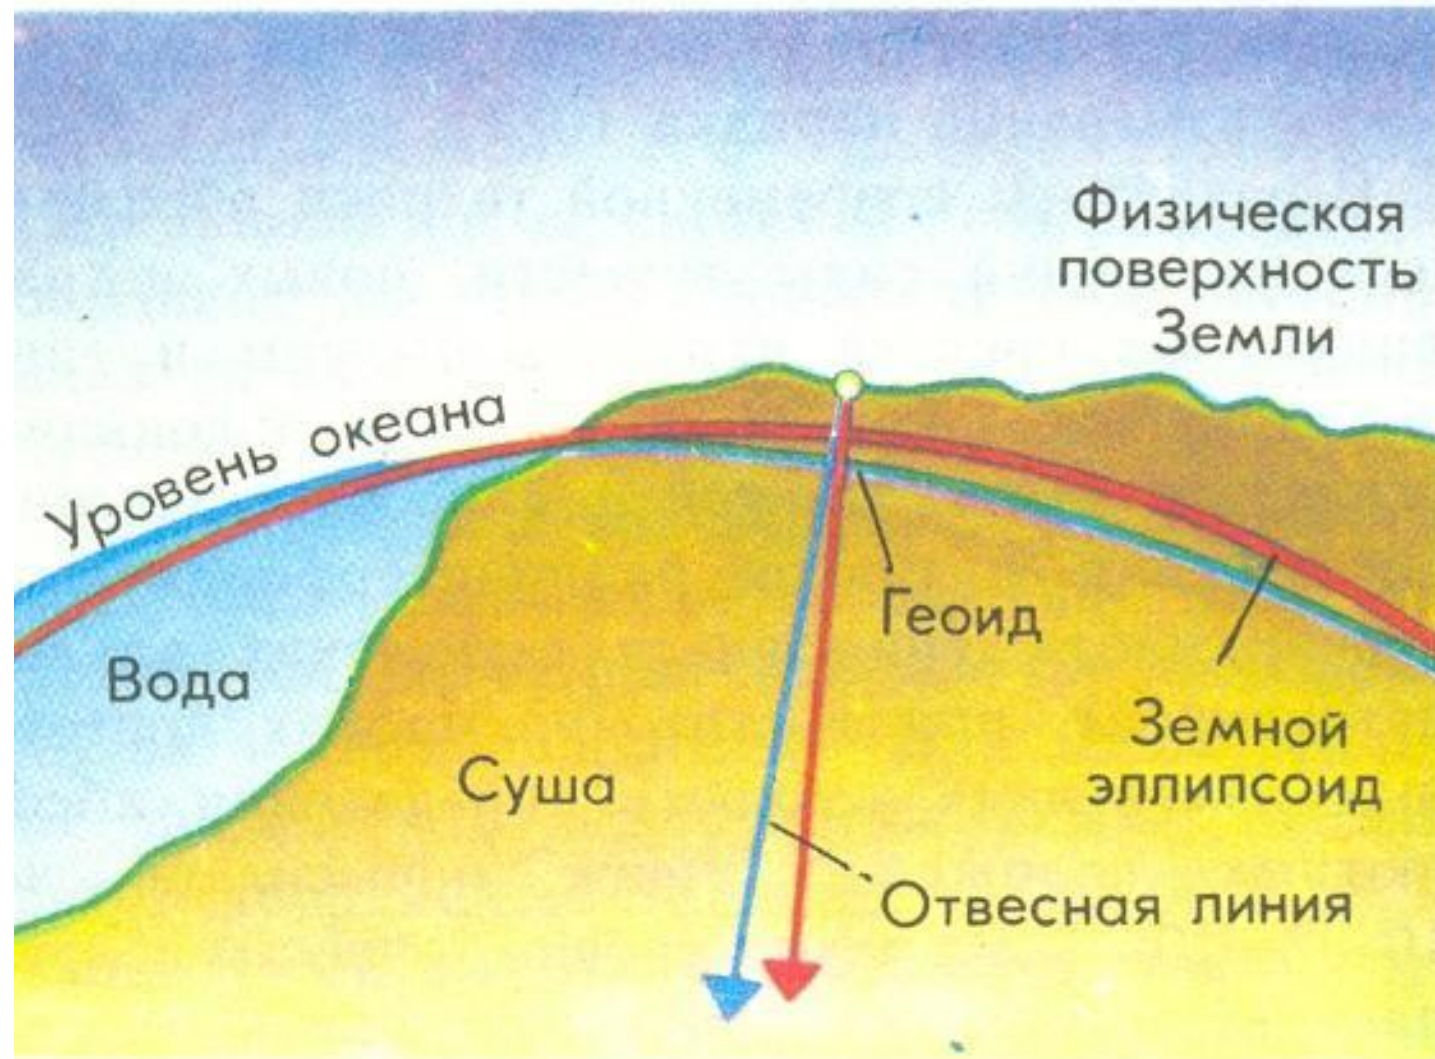 Физическая
поверхность
Земли
Уровень океана
Геоид
Вода
Земной
эллипсоид
Суша
Отвесная линия